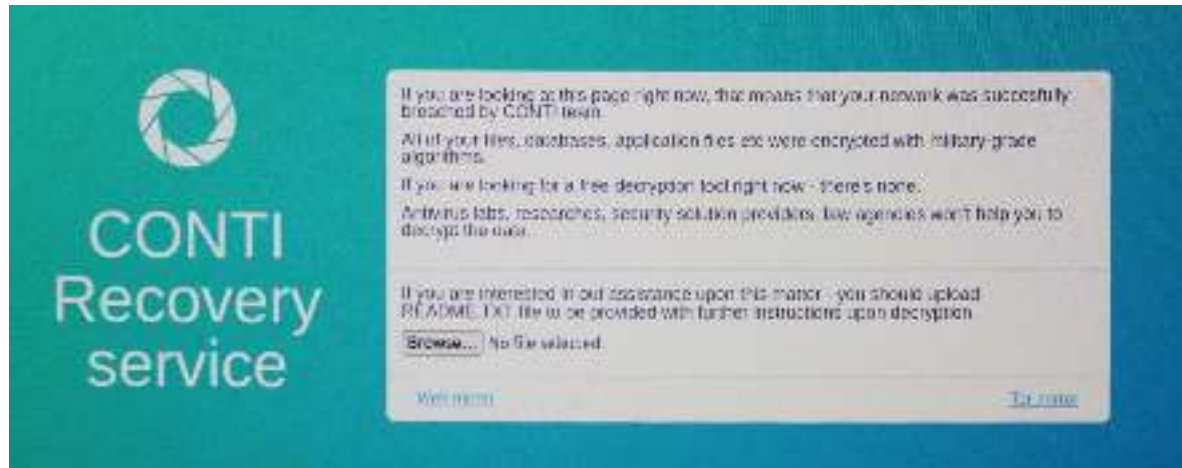 CONTI
Recovery
service
If you are looking at this page right now, that means that your network was succesfully
breached by CONTI team.
All of your files, databases, application files etc were encrypted with military-grade
algorithms.
If you are looking for a free decryption tool right now - there's none.
Antivirus labs, researches, security solution providers, law agencies won't help you to
decrypt the data.
If you are interested in out assistance upon this matter - you should upload
README.TXT file to be provided with further instructions upon decryption.
Browse... No file selected.
Web mirror
Tor mirror